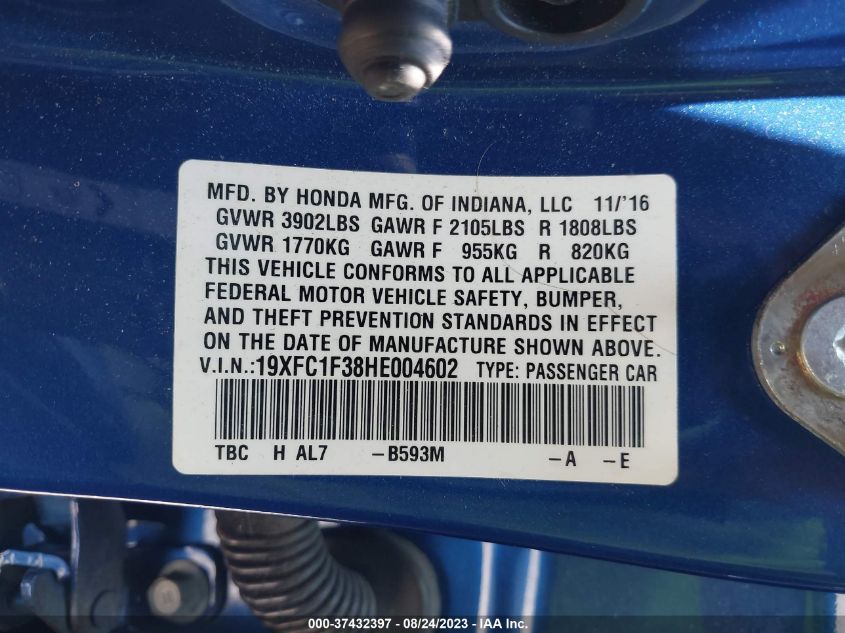 MFD. BY HONDA MFG. OF INDIANA, LLC 11/'16
GVWR 3902LBS GAWR F 2105LBS R 1808LBS
GVWR 1770KG GAWR F 955KG R 820KG
THIS VEHICLE CONFORMS TO ALL APPLICABLE
FEDERAL MOTOR VEHICLE SAFETY, BUMPER,
AND THEFT PREVENTION STANDARDS IN EFFECT
ON THE DATE OF MANUFACTURE SHOWN ABOVE.
V.I.N.:19XFC1F38HE004602 TYPE: PASSENGER CAR
TBC H AL7 -B593M -A -E
000-37432397 - 08/24/2023 - IAA Inc.